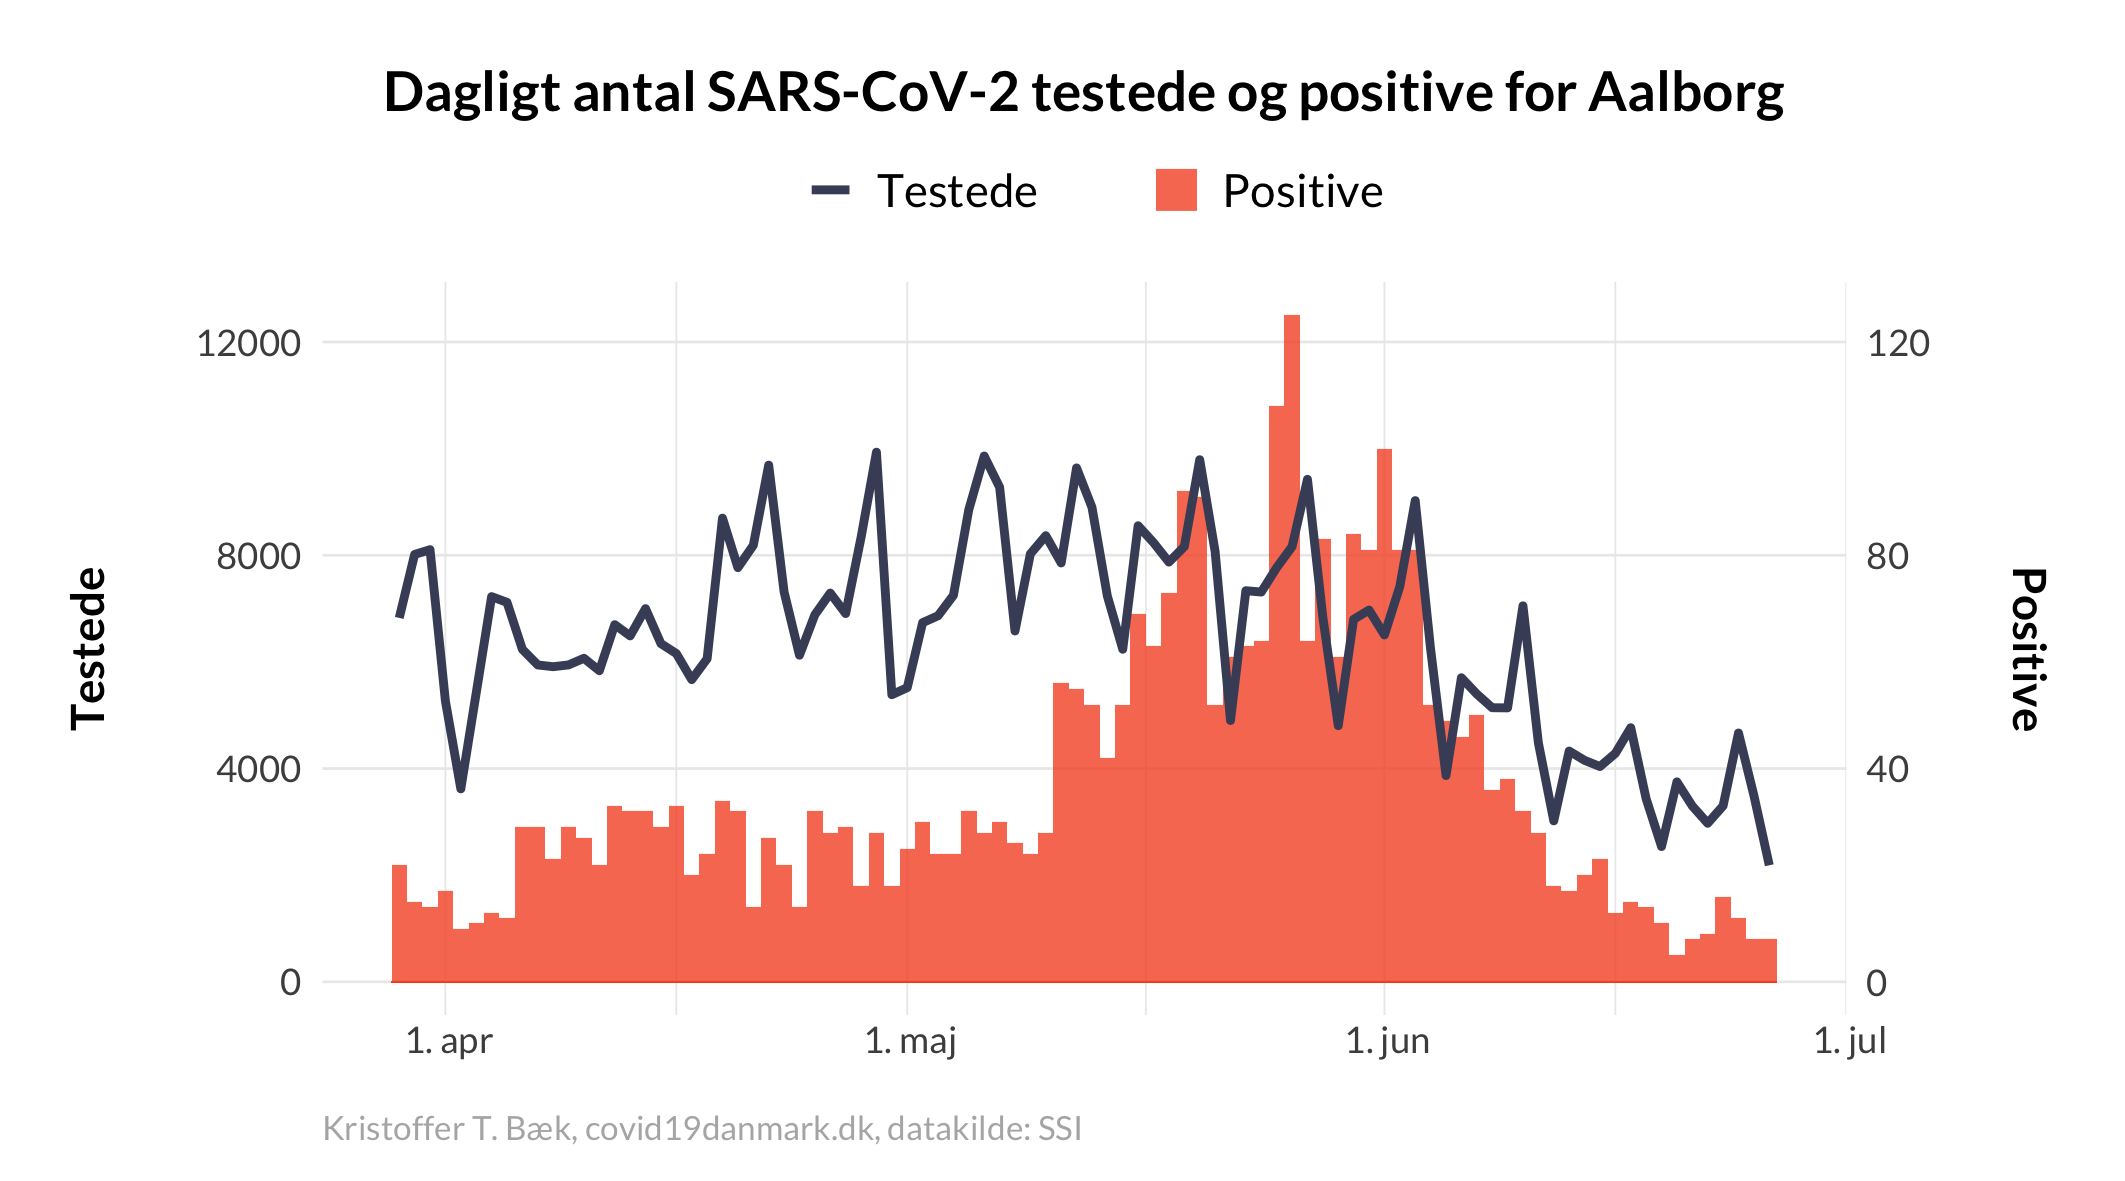 Dagligt antal SARS-CoV-2 testede og positive for Aalborg
Testede Positive
12000 120
8000 80
4000 40
0 0
Testede
Positive
1. apr 1. maj 1. jun 1. jul
Kristoffer T. Bæk, covid19danmark.dk, datakilde: SSI